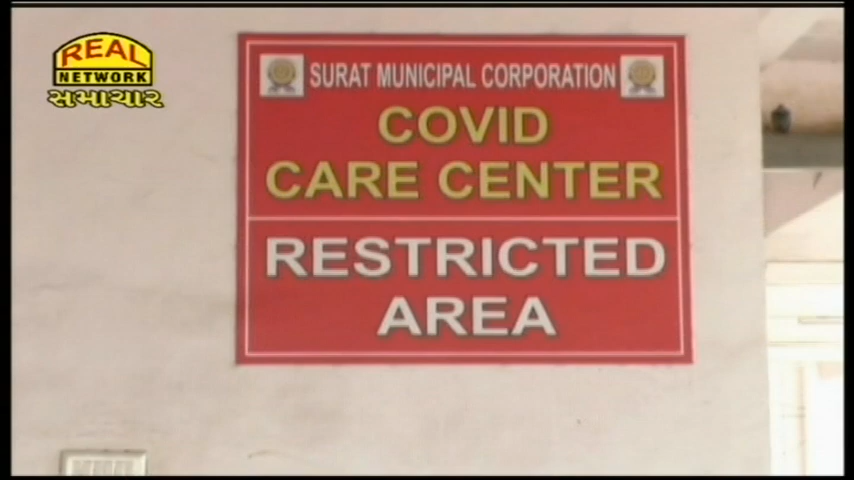 REAL
NETWORK
સમાચાર
SURAT MUNICIPAL CORPORATION
COVID
CARE CENTER
RESTRICTED
AREA